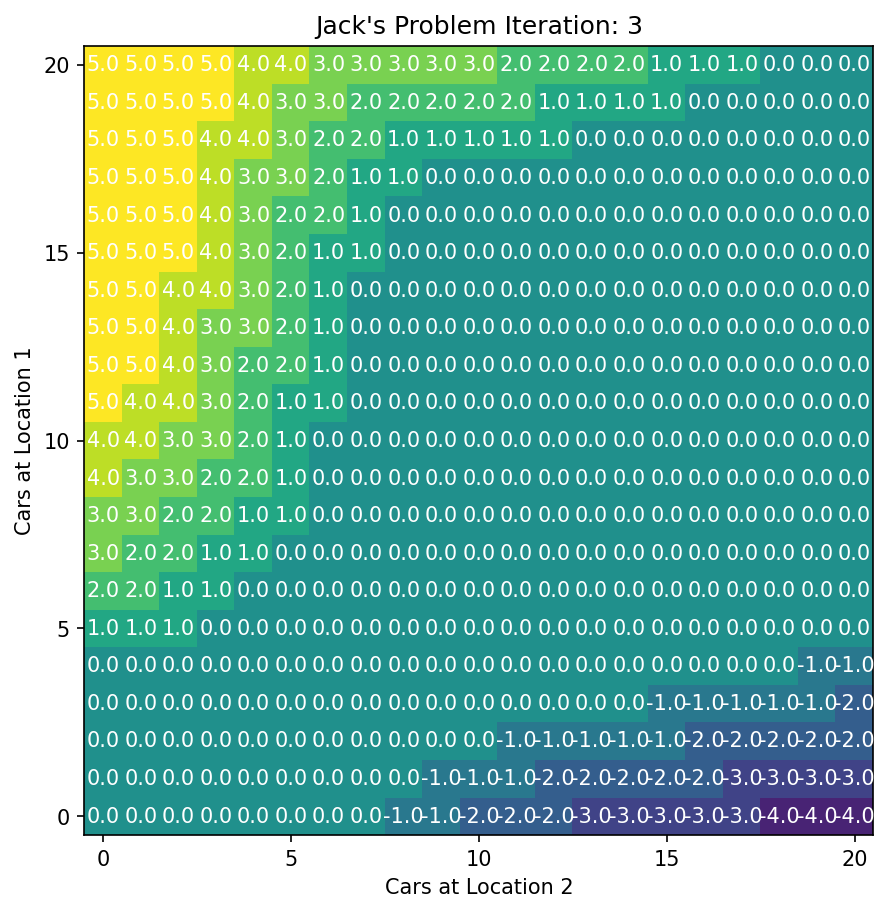 Jack's Problem Iteration: 3
20 5.0 5.0 5.0 5.0 4.0 4.0 3.0 3.0 3.0 3.0 3.0 2.0 2.0 2.0 2.0 1.0 1.0 1.0 0.0 0.0 0.0
5.0 5.0 5.0 5.0 4.0 3.0 3.0 2.0 2.0 2.0 2.0 2.0 1.0 1.0 1.0 1.0 0.0 0.0 0.0 0.0 0.0
5.0 5.0 5.0 4.0 4.0 3.0 2.0 2.0 1.0 1.0 1.0 1.0 1.0 0.0 0.0 0.0 0.0 0.0 0.0 0.0 0.0
5.0 5.0 5.0 4.0 3.0 3.0 2.0 1.0 1.0 0.0 0.0 0.0 0.0 0.0 0.0 0.0 0.0 0.0 0.0 0.0 0.0
5.0 5.0 5.0 4.0 3.0 2.0 2.0 1.0 0.0 0.0 0.0 0.0 0.0 0.0 0.0 0.0 0.0 0.0 0.0 0.0 0.0
15 5.0 5.0 5.0 4.0 3.0 2.0 1.0 1.0 0.0 0.0 0.0 0.0 0.0 0.0 0.0 0.0 0.0 0.0 0.0 0.0 0.0
5.0 5.0 4.0 4.0 3.0 2.0 1.0 0.0 0.0 0.0 0.0 0.0 0.0 0.0 0.0 0.0 0.0 0.0 0.0 0.0 0.0
5.0 5.0 4.0 3.0 3.0 2.0 1.0 0.0 0.0 0.0 0.0 0.0 0.0 0.0 0.0 0.0 0.0 0.0 0.0 0.0 0.0
5.0 5.0 4.0 3.0 2.0 2.0 1.0 0.0 0.0 0.0 0.0 0.0 0.0 0.0 0.0 0.0 0.0 0.0 0.0 0.0 0.0
5.0 4.0 4.0 3.0 2.0 1.0 1.0 0.0 0.0 0.0 0.0 0.0 0.0 0.0 0.0 0.0 0.0 0.0 0.0 0.0 0.0
10 4.0 4.0 3.0 3.0 2.0 1.0 0.0 0.0 0.0 0.0 0.0 0.0 0.0 0.0 0.0 0.0 0.0 0.0 0.0 0.0 0.0
4.0 3.0 3.0 2.0 2.0 1.0 0.0 0.0 0.0 0.0 0.0 0.0 0.0 0.0 0.0 0.0 0.0 0.0 0.0 0.0 0.0
3.0 3.0 2.0 2.0 1.0 1.0 0.0 0.0 0.0 0.0 0.0 0.0 0.0 0.0 0.0 0.0 0.0 0.0 0.0 0.0 0.0
3.0 2.0 2.0 1.0 1.0 0.0 0.0 0.0 0.0 0.0 0.0 0.0 0.0 0.0 0.0 0.0 0.0 0.0 0.0 0.0 0.0
2.0 2.0 1.0 1.0 0.0 0.0 0.0 0.0 0.0 0.0 0.0 0.0 0.0 0.0 0.0 0.0 0.0 0.0 0.0 0.0 0.0
5 1.0 1.0 1.0 0.0 0.0 0.0 0.0 0.0 0.0 0.0 0.0 0.0 0.0 0.0 0.0 0.0 0.0 0.0 0.0 0.0 0.0
0.0 0.0 0.0 0.0 0.0 0.0 0.0 0.0 0.0 0.0 0.0 0.0 0.0 0.0 0.0 0.0 0.0 0.0 0.0 -1.0 -1.0
0.0 0.0 0.0 0.0 0.0 0.0 0.0 0.0 0.0 0.0 0.0 0.0 0.0 0.0 0.0 -1.0 -1.0 -1.0 -1.0 -1.0 -2.0
0.0 0.0 0.0 0.0 0.0 0.0 0.0 0.0 0.0 0.0 0.0 -1.0 -1.0 -1.0 -1.0 -1.0 -2.0 -2.0 -2.0 -2.0 -2.0
0.0 0.0 0.0 0.0 0.0 0.0 0.0 0.0 0.0 -1.0 -1.0 -1.0 -2.0 -2.0 -2.0 -2.0 -2.0 -3.0 -3.0 -3.0 -3.0
0 0.0 0.0 0.0 0.0 0.0 0.0 0.0 0.0 -1.0 -1.0 -2.0 -2.0 -2.0 -3.0 -3.0 -3.0 -3.0 -3.0 -4.0 -4.0 -4.0
0 5 10 15 20
Cars at Location 2
Cars at Location 1